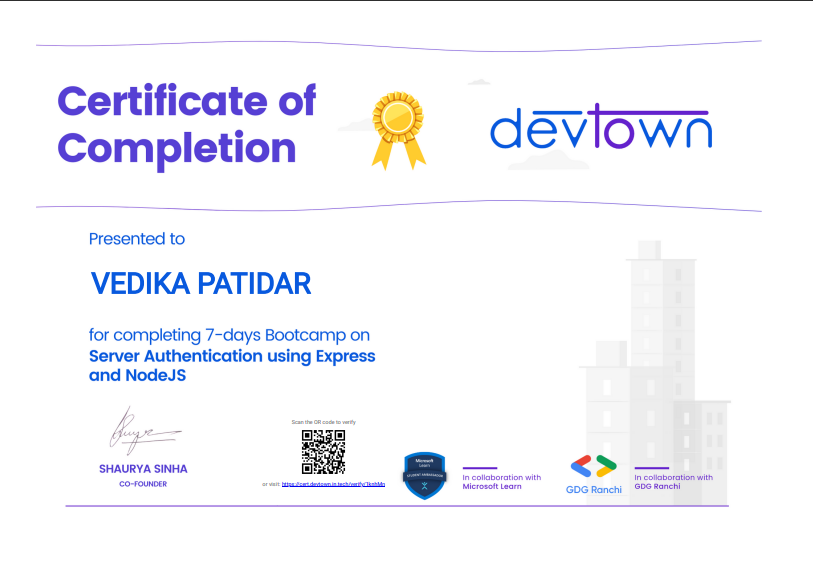 Certificate of
Completion
devtown
Presented to
VEDIKA PATIDAR
for completing 7-days Bootcamp on
Server Authentication using Express
and NodeJS
SHAURYA SINHA
CO-FOUNDER
Scan the QR code to verify
or visit https://cert.devtown.in.tech/verify/
Microsoft
Learn
STUDENT AMBASSADOR
In collaboration with
Microsoft Learn
GDG Ranchi
In collaboration with
GDG Ranchi